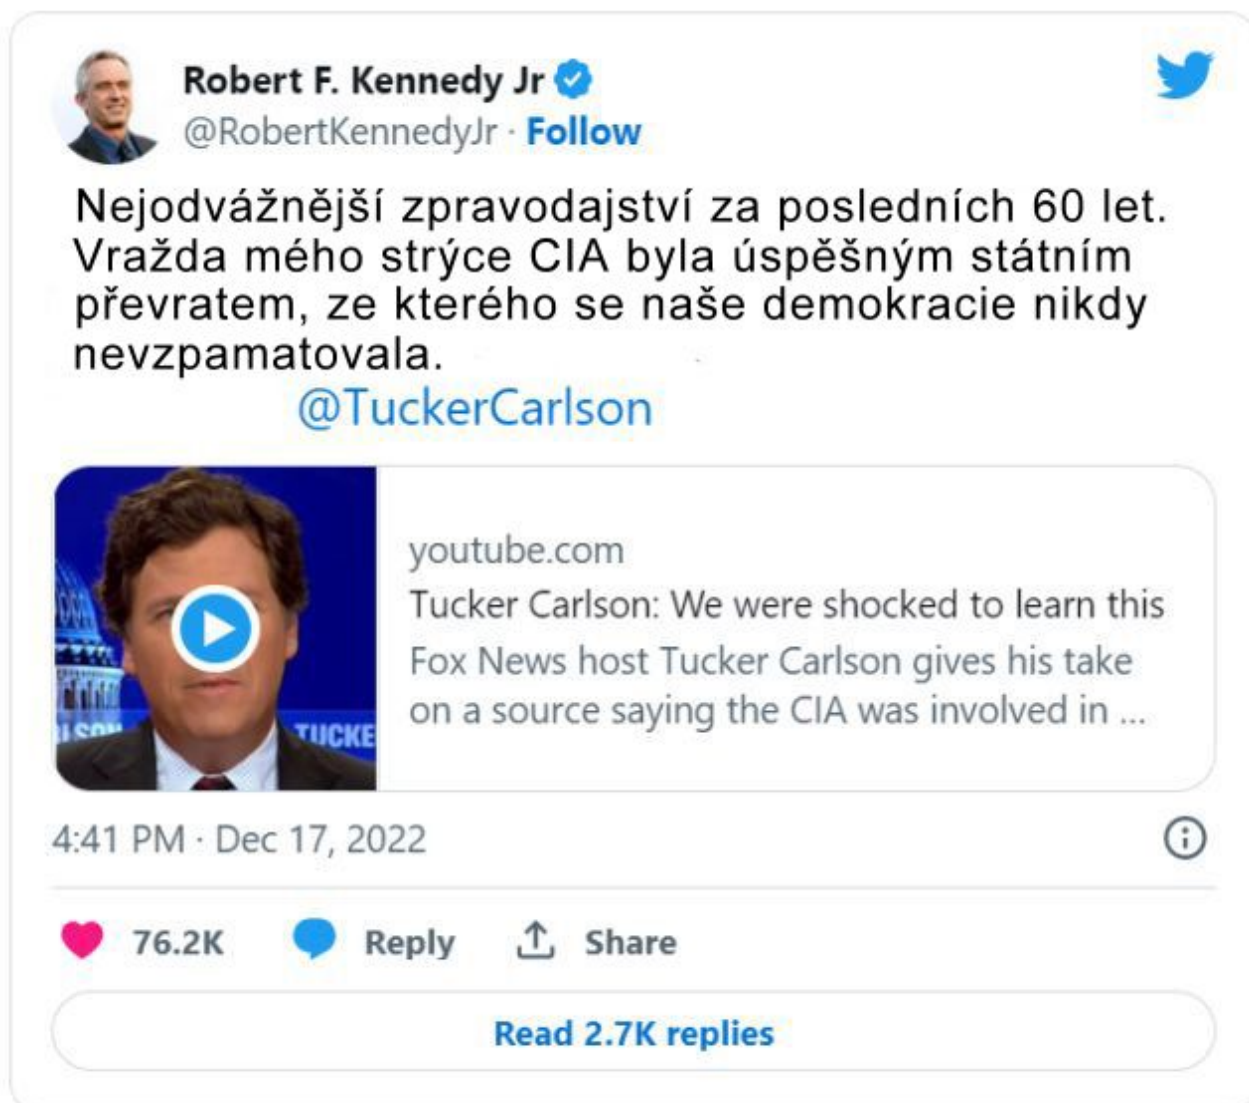 Robert F. Kennedy Jr
@RobertKennedyJr · Follow
Nejodvážnější zpravodajství za posledních 60 let.
Vražda mého strýce CIA byla úspěšným státním
převratem, ze kterého se naše demokracie nikdy
nevzpamatovala.
@TuckerCarlson
youtube.com
Tucker Carlson: We were shocked to learn this
Fox News host Tucker Carlson gives his take
on a source saying the CIA was involved in ...
RLSON TUCKE
4:41 PM · Dec 17, 2022
76.2K Reply Share
Read 2.7K replies